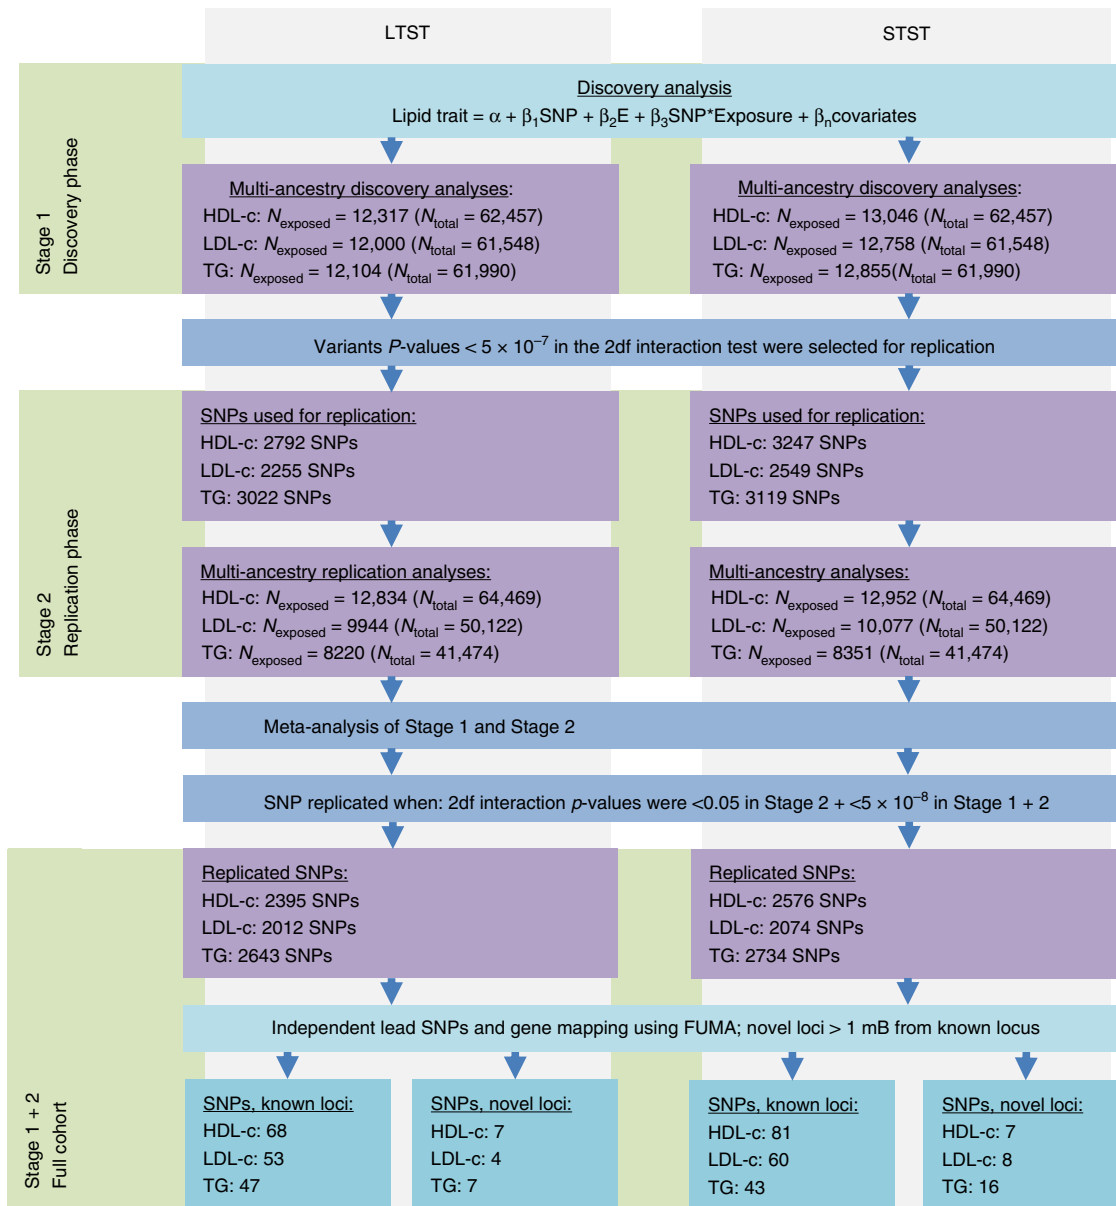 LTST
STST
Stage 1
Discovery phase
Discovery analysis
Lipid trait = α + β1SNP + β2E + β3SNP*Exposure + βncovariates
Multi-ancestry discovery analyses:
HDL-c: Nexposed = 12,317 (Ntotal = 62,457)
LDL-c: Nexposed = 12,000 (Ntotal = 61,548)
TG: Nexposed = 12,104 (Ntotal = 61,990)
Multi-ancestry discovery analyses:
HDL-c: Nexposed = 13,046 (Ntotal = 62,457)
LDL-c: Nexposed = 12,758 (Ntotal = 61,548)
TG: Nexposed = 12,855(Ntotal = 61,990)
Variants P-values < 5 × 10–7 in the 2df interaction test were selected for replication
Stage 2
Replication phase
SNPs used for replication:
HDL-c: 2792 SNPs
LDL-c: 2255 SNPs
TG: 3022 SNPs
SNPs used for replication:
HDL-c: 3247 SNPs
LDL-c: 2549 SNPs
TG: 3119 SNPs
Multi-ancestry replication analyses:
HDL-c: Nexposed = 12,834 (Ntotal = 64,469)
LDL-c: Nexposed = 9944 (Ntotal = 50,122)
TG: Nexposed = 8220 (Ntotal = 41,474)
Multi-ancestry analyses:
HDL-c: Nexposed = 12,952 (Ntotal = 64,469)
LDL-c: Nexposed = 10,077 (Ntotal = 50,122)
TG: Nexposed = 8351 (Ntotal = 41,474)
Meta-analysis of Stage 1 and Stage 2
SNP replicated when: 2df interaction p-values were <0.05 in Stage 2 + <5 × 10–8 in Stage 1 + 2
Stage 1 + 2
Full cohort
Replicated SNPs:
HDL-c: 2395 SNPs
LDL-c: 2012 SNPs
TG: 2643 SNPs
Replicated SNPs:
HDL-c: 2576 SNPs
LDL-c: 2074 SNPs
TG: 2734 SNPs
Independent lead SNPs and gene mapping using FUMA; novel loci > 1 mB from known locus
SNPs, known loci:
HDL-c: 68
LDL-c: 53
TG: 47
SNPs, novel loci:
HDL-c: 7
LDL-c: 4
TG: 7
SNPs, known loci:
HDL-c: 81
LDL-c: 60
TG: 43
SNPs, novel loci:
HDL-c: 7
LDL-c: 8
TG: 16